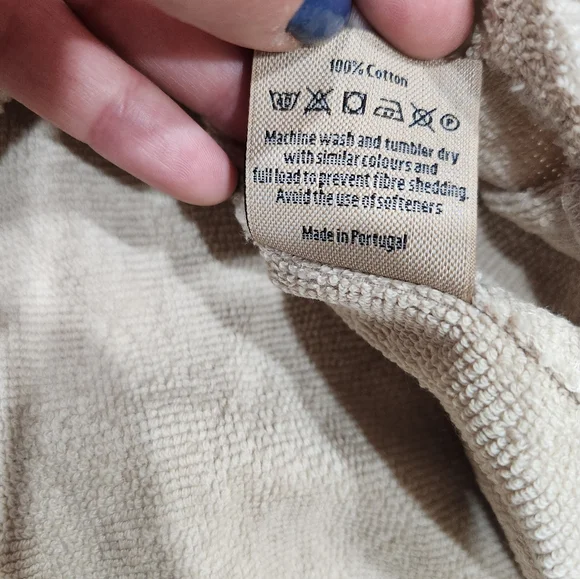 100% Cotton
40 P
Machine wash and tumbler dry
with similar colours and
full load to prevent fibre shedding.
Avoid the use of softeners
Made in Portugal